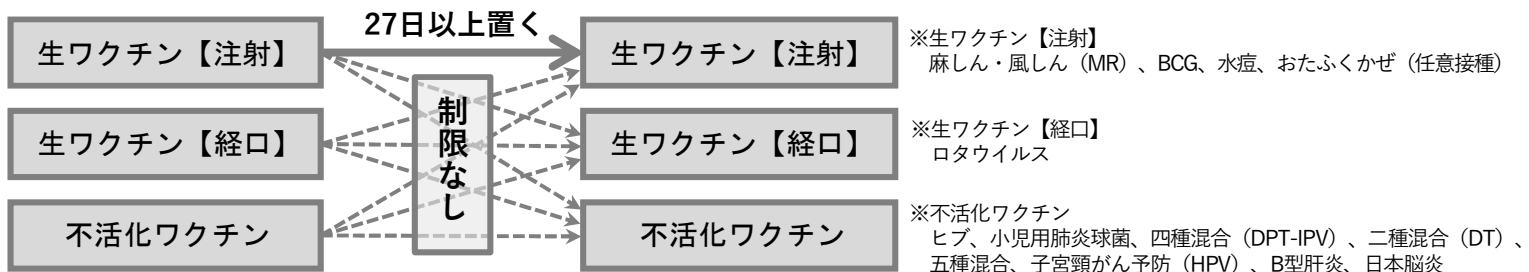 27日以上置く
生ワクチン【注射】
生ワクチン【注射】
※生ワクチン【注射】
麻しん・風しん（MR）、BCG、水痘、おたふくかぜ（任意接種）
制限なし
生ワクチン【経口】
生ワクチン【経口】
※生ワクチン【経口】
ロタウイルス
不活化ワクチン
不活化ワクチン
※不活化ワクチン
ヒブ、小児用肺炎球菌、四種混合（DPT-IPV）、二種混合（DT）、
五種混合、子宮頸がん予防（HPV）、B型肝炎、日本脳炎